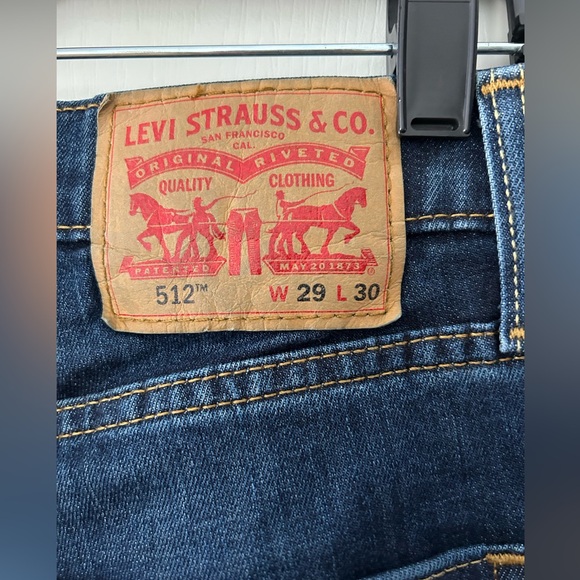 LEVI STRAUSS & CO.
SAN FRANCISCO
CAL.
ORIGINAL RIVETED
QUALITY CLOTHING
PATENTED MAY 20 1873 ®
512™ W 29 L 30